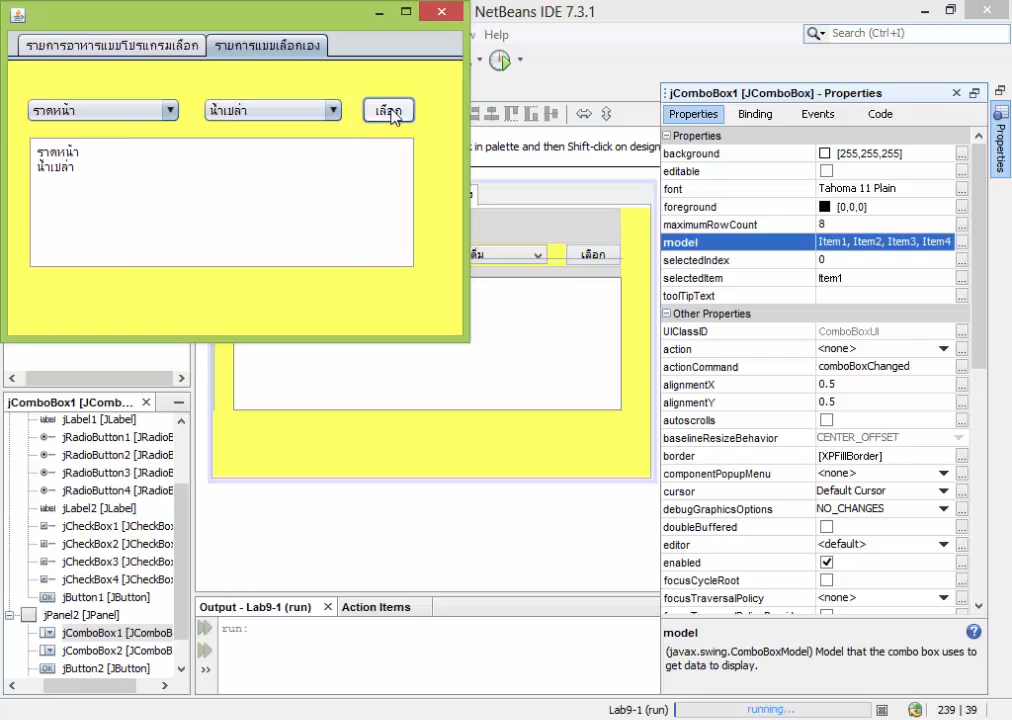 NetBeans IDE 7.3.1
Help
Search (Ctrl+I)
รายการอาหารแบบโปรแกรมเลือก
รายการแบบเลือกเอง
ราดหน้า
น้ำเปล่า
เลือก
ราดหน้า
น้ำเปล่า
in palette and then Shift-click on design
เลือก
jComboBox1 [JComboBox] - Properties
Properties
Binding
Events
Code
Properties
Properties
background
[255,255,255]
editable
font
Tahoma 11 Plain
foreground
[0,0,0]
maximumRowCount
8
model
Item1, Item2, Item3, Item4
selectedIndex
0
selectedItem
Item1
toolTipText
Other Properties
UIClassID
ComboBoxUI
action
<none>
actionCommand
comboBoxChanged
alignmentX
0.5
alignmentY
0.5
autoscrolls
baselineResizeBehavior
CENTER_OFFSET
border
[XPFillBorder]
componentPopupMenu
<none>
cursor
Default Cursor
debugGraphicsOptions
NO_CHANGES
doubleBuffered
editor
<default>
enabled
focusCycleRoot
focusTraversalPolicy
<none>
model
(javax.swing.ComboBoxModel) Model that the combo box uses to
get data to display.
jComboBox1 [JComb...
jLabel1 [JLabel]
jRadioButton1 [JRadioB
jRadioButton2 [JRadioB
jRadioButton3 [JRadioB
jRadioButton4 [JRadioB
jLabel2 [JLabel]
jCheckBox1 [JCheckBo:
jCheckBox2 [JCheckBo:
jCheckBox3 [JCheckBo:
jCheckBox4 [JCheckBo:
jButton1 [JButton]
jPanel2 [JPanel]
jComboBox1 [JComboB
jComboBox2 [JComboB
jButton2 [JButton]
Output - Lab9-1 (run)
Action Items
run:
Lab9-1 (run)
running...
239 | 39